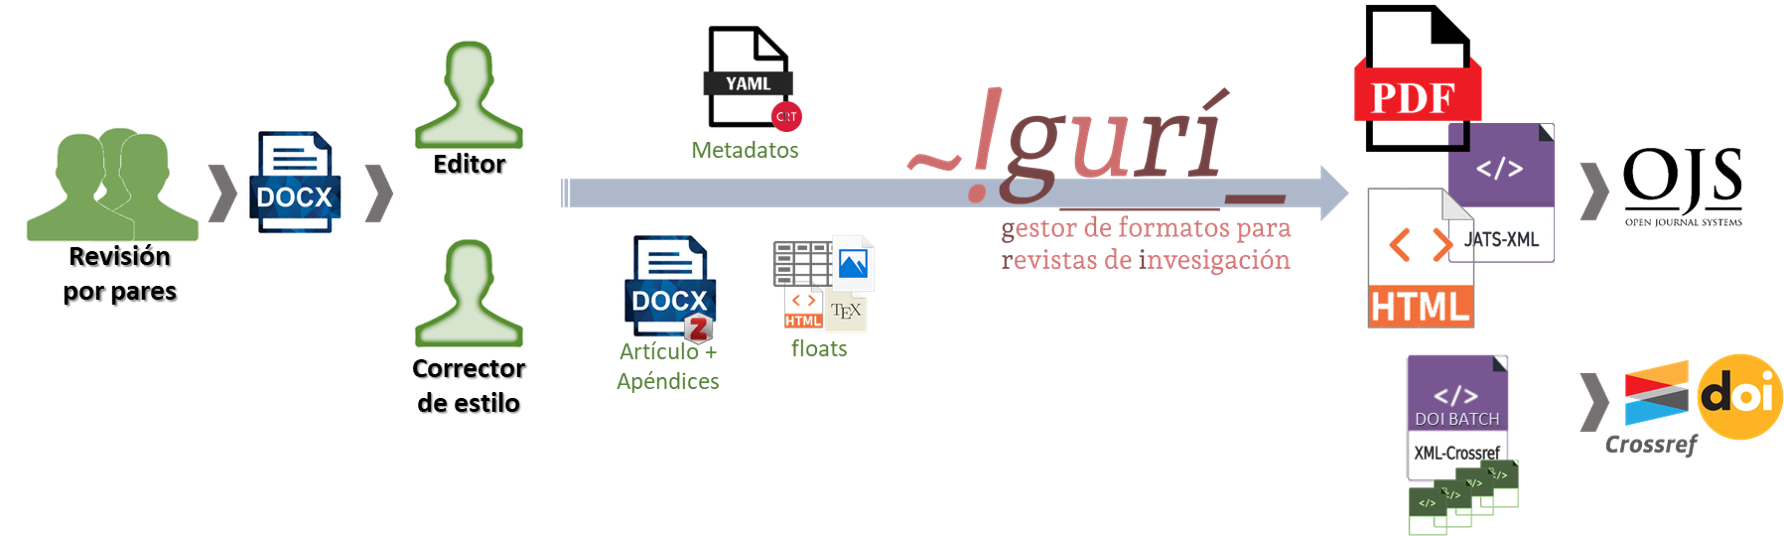 Revisión
por pares
DOCX
Editor
Corrector
de estilo
YAML
CRT
Metadatos
DOCX
Z
Artículo +
Apéndices
HTML
TEX
floats
~!gurí_
gestor de formatos para
revistas de invesigación
PDF
</>
JATS-XML
< >
HTML
OJS
OPEN JOURNAL SYSTEMS
</>
DOI BATCH
XML-Crossref
</>
</>
</>
</>
Crossref
doi